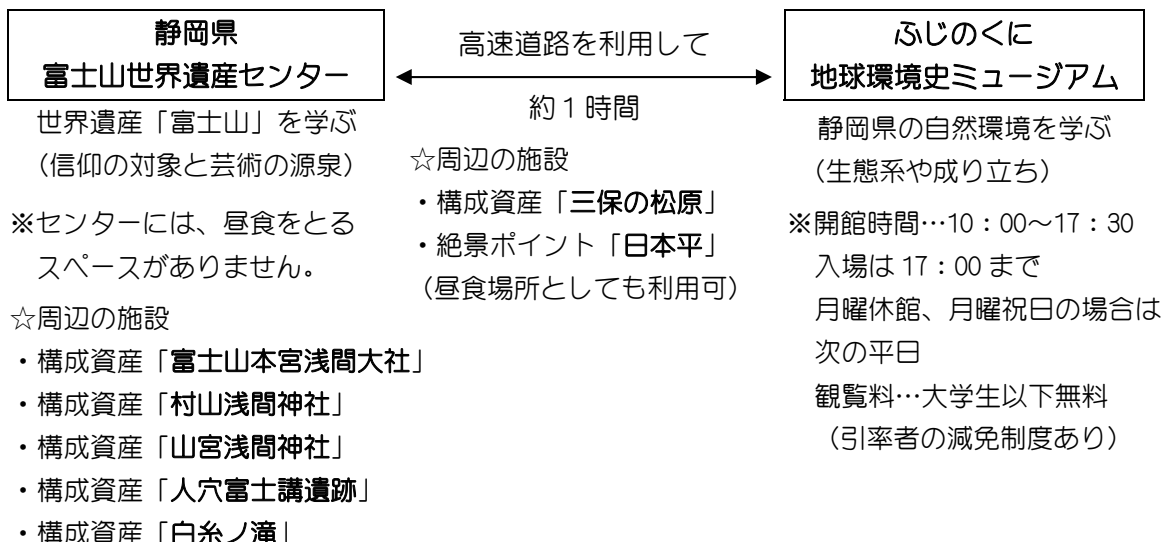 静岡県
富士山世界遺産センター
世界遺産「富士山」を学ぶ
(信仰の対象と芸術の源泉)
※センターには、昼食をとる
スペースがありません。
☆周辺の施設
・構成資産「富士山本宮浅間大社」
・構成資産「村山浅間神社」
・構成資産「山宮浅間神社」
・構成資産「人穴富士講遺跡」
・構成資産「白糸ノ滝」
高速道路を利用して
約1時間
☆周辺の施設
・構成資産「三保の松原」
・絶景ポイント「日本平」
(昼食場所としても利用可)
ふじのくに
地球環境史ミュージアム
静岡県の自然環境を学ぶ
(生態系や成り立ち)
※開館時間…10:00~17:30
入場は 17:00 まで
月曜休館、月曜祝日の場合は
次の平日
観覧料…大学生以下無料
(引率者の減免制度あり)